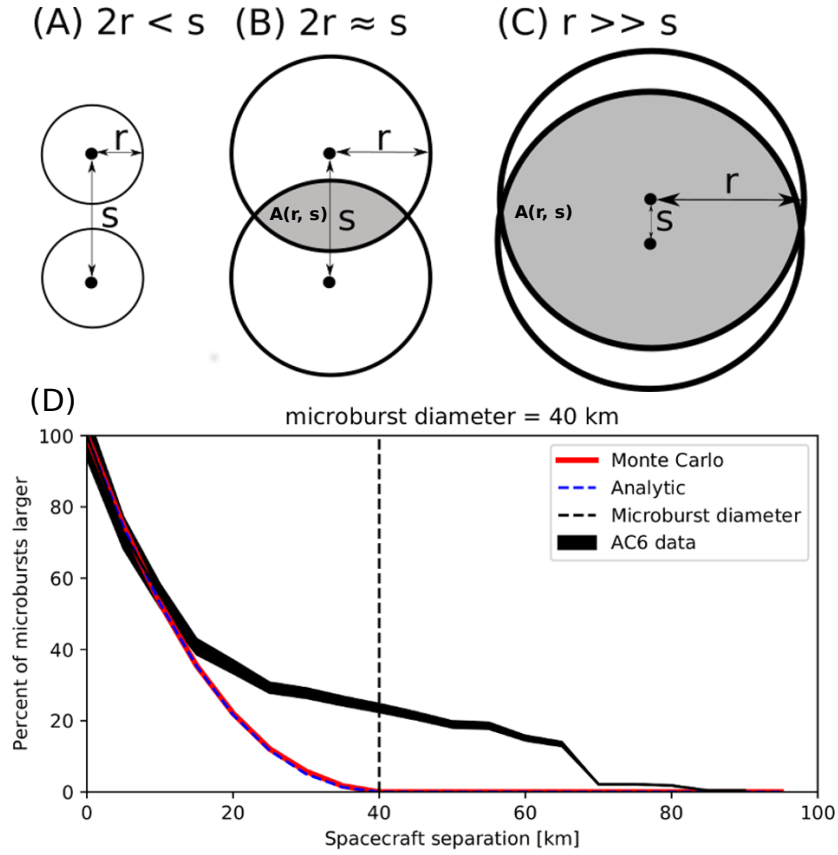 (A) 2r < s (B) 2r ≈ s (C) r >> s
r
s
r
A(r, s)
s
r
A(r, s)
s
(D)
microburst diameter = 40 km
Percent of microbursts larger
100
80
60
40
20
0
Monte Carlo
Analytic
Microburst diameter
AC6 data
0 20 40 60 80 100
Spacecraft separation [km]